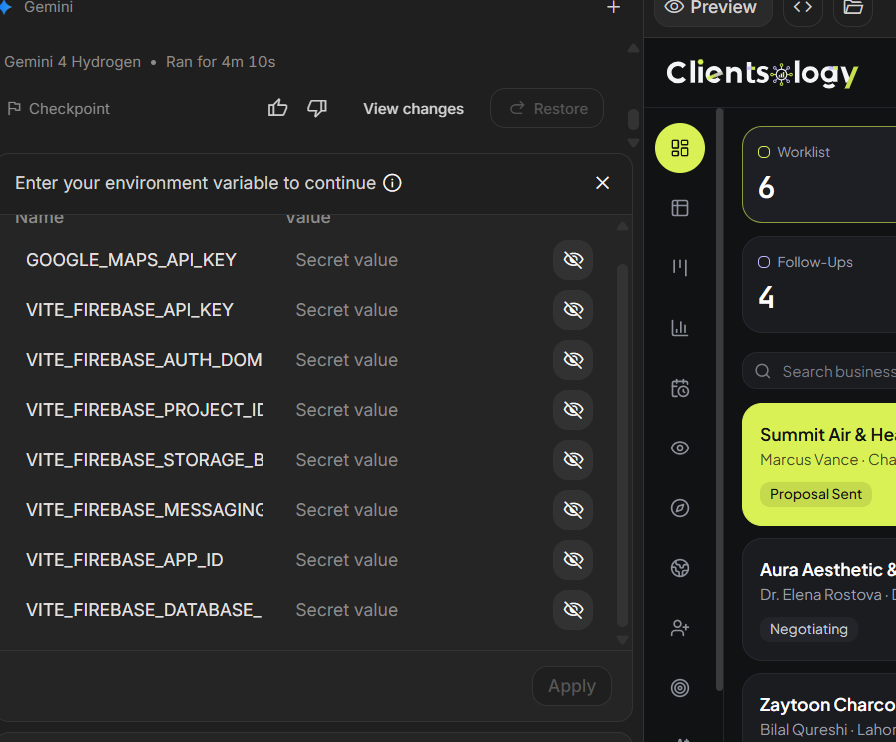 Gemini
Gemini 4 Hydrogen • Ran for 4m 10s
Checkpoint
View changes
Restore
Enter your environment variable to continue
Name Value
GOOGLE_MAPS_API_KEY Secret value
VITE_FIREBASE_API_KEY Secret value
VITE_FIREBASE_AUTH_DOM Secret value
VITE_FIREBASE_PROJECT_ID Secret value
VITE_FIREBASE_STORAGE_B Secret value
VITE_FIREBASE_MESSAGING Secret value
VITE_FIREBASE_APP_ID Secret value
VITE_FIREBASE_DATABASE_ Secret value
Apply
Preview
Clientsology
Worklist
6
Follow-Ups
4
Search business
Summit Air & Hea
Marcus Vance · Cha
Proposal Sent
Aura Aesthetic &
Dr. Elena Rostova · D
Negotiating
Zaytoon Charco
Bilal Qureshi · Lahor